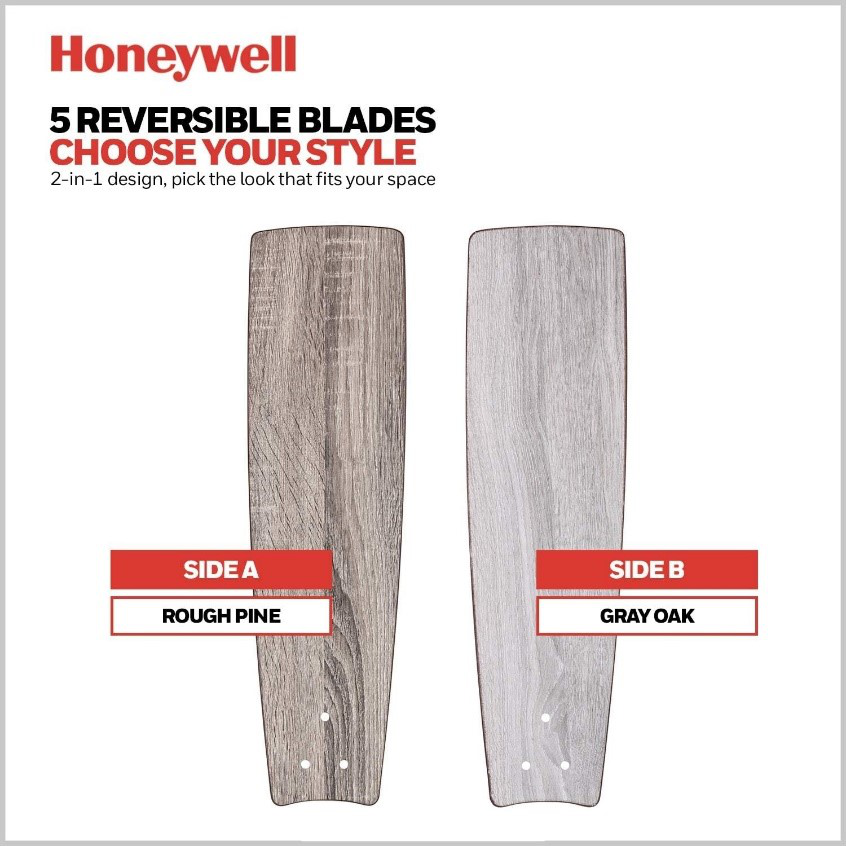 Honeywell
5 REVERSIBLE BLADES
CHOOSE YOUR STYLE
2-in-1 design, pick the look that fits your space
SIDE A
ROUGH PINE
SIDE B
GRAY OAK